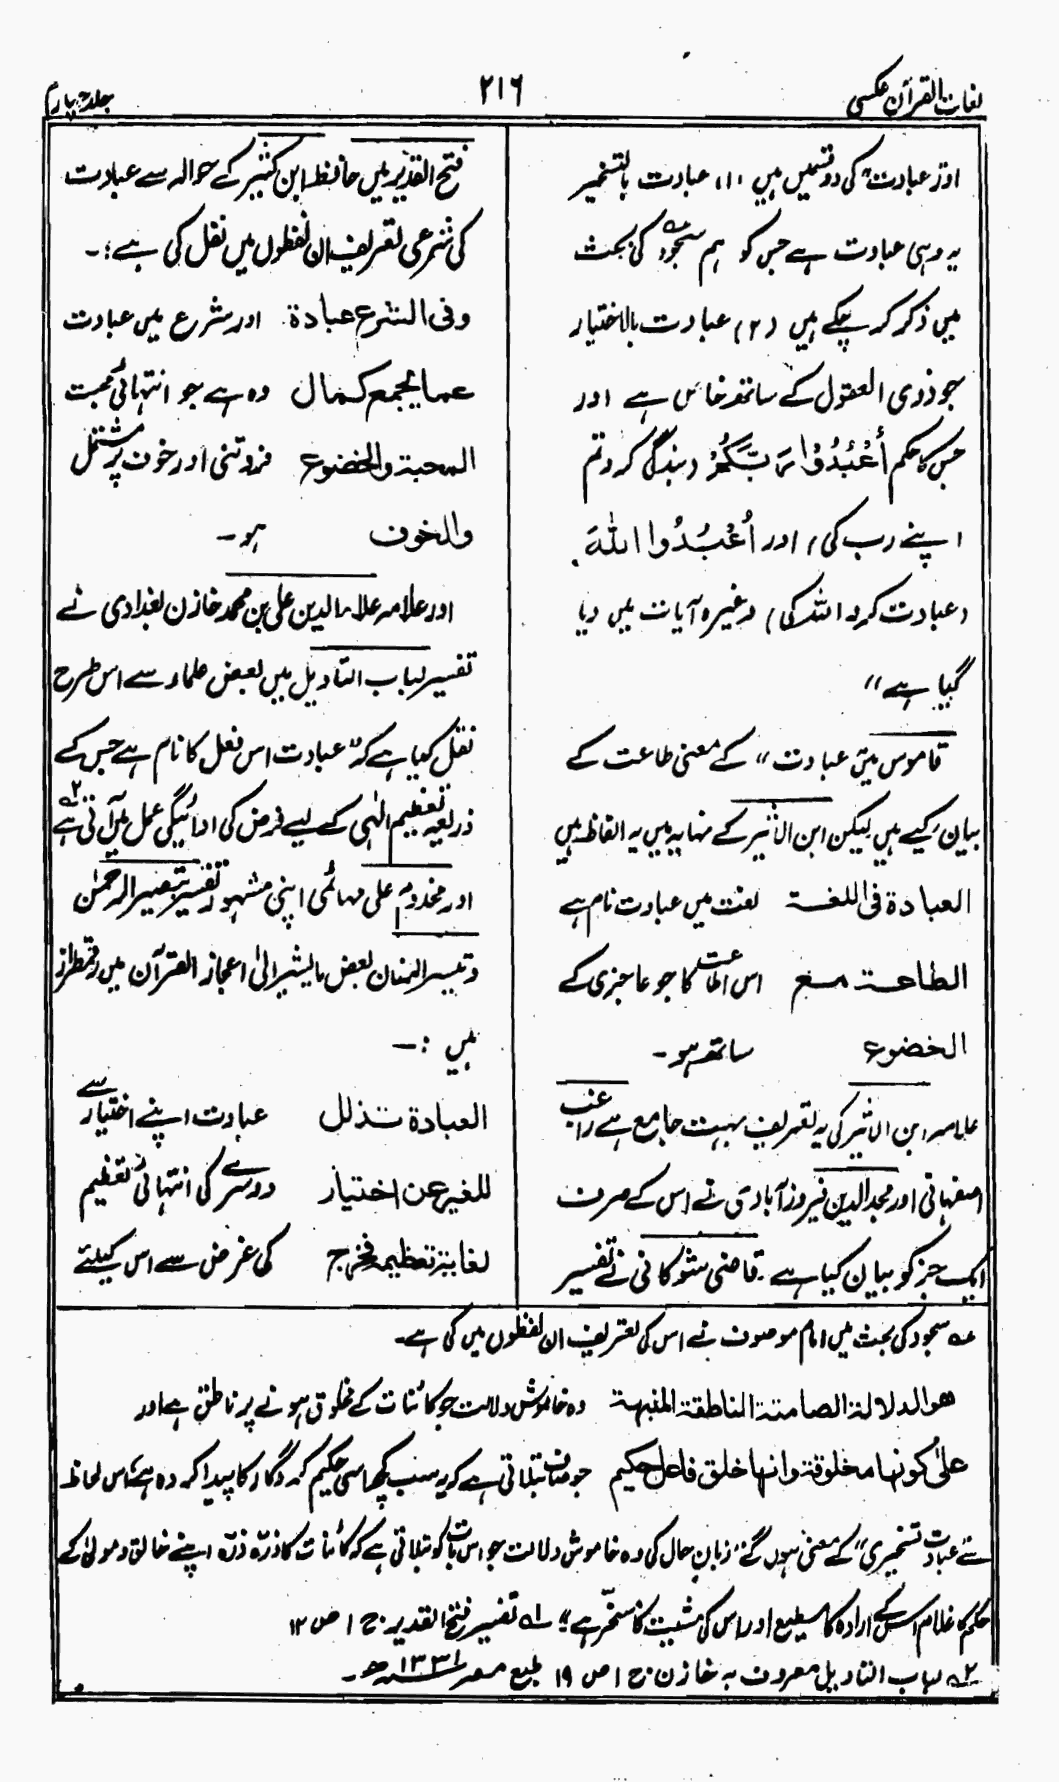 لغات القرآن عکسی
۲۱۶
جلد چہارم
اور عبادت" کی دو قسمیں ہیں (۱) عبادت بالتسخیر
یہ وہی عبادت ہے جس کو ہم سجود؎ کی بحث
میں ذکر کر چکے ہیں (۲) عبادت بالاختیار
جو ذوی العقول کے ساتھ خاص ہے اور
جس کا حکم أُعْبُدُوْا رَبَّكُمْ (بندگی کرو تم
اپنے رب کی) اور اُعْبُدُوا اللهَ
(عبادت کرو اللہ کی) وغیرہ آیات میں دیا
گیا ہے"
قاموس میں عبادت" کے معنی طاعت کے
بیان کیے ہیں لیکن ابن الاثیر کے نہایہ میں یہ الفاظ ہیں
العبادة فی اللغة لغت میں عبادت نام ہے
الطاعة مع اس اطاعت کا جو عاجزی کے
الخضوع ساتھ ہو۔
علامہ ابن الاثیر کی یہ تعریف بہت جامع ہے راغب
اصفہانی اور مجد الدین فیروز آبادی نے اس کے صرف
ایک جز کو بیان کیا ہے۔ قاضی شوکانی نے تفسیر
فتح القدیر میں حافظ ابن کثیر کے حوالہ سے عبادت
کی شرعی تعریف ان لفظوں میں نقل کی ہے؛۔
وفی الشرع عبادة اور شرع میں عبادت
عما یجمع کمال وہ ہے جو انتہائی محبت
المحبة والخضوع فروتنی اور خوف پر مشتمل
والخوف ہو۔
اور علامہ علاء الدین علی بن محمد خازن بغدادی نے
تفسیر لباب التاویل میں بعض علماء سے اس طرح
نقل کیا ہے کہ" عبادت اس فعل کا نام ہے جس کے
ذریعہ تعظیم الٰہی کے لیے فرض کی ادائیگی عمل میں آتی ہے ۲؎
اور مخدوم علی مہائمی اپنی مشہور تفسیر تبصیر الرحمٰن
و تیسیر المنان بعض ما یشیر الیٰ اعجاز القرآن میں رقمطراز
ہیں :۔
العبادة تذلل عبادت اپنے اختیار سے
للغیر عن اختیار دوسرے کی انتہائی تعظیم
لغایة تعظیمه فخرج کی غرض سے اس کیلئے
عہ سجود کی بحث میں امام موصوف نے اس کی تعریف ان لفظوں میں کی ہے۔
هو الدلالة الصامتة الناطقة المنبهة وہ خاموش دلالت جو کائنات کے مخلوق ہونے پر ناطق ہے اور
علیٰ کونها مخلوقة وانها خلق فاعل حکیم جو صاف بتلاتی ہے کہ یہ سب کچھ اسی حکیم کردگار کا پیدا کردہ ہے، اس لحاظ
سے عبادت تسخیری" کے معنی ہوں گے" زبانِ حال کی وہ خاموش دلالت جو اس بات کو بتلاتی ہے کہ کائنات کا ذرہ ذرہ اپنے خالق و مولیٰ کے
حکم کا غلام اس کے ارادہ کا مطیع اور اس کی مشیت کا مسخر ہے"؛ ۱؎ تفسیر فتح القدیر۔ ج ۱ ص ۱۲
۲؎ لباب التاویل معروف بہ خازن ج ۱ ص ۱۹ طبع مصر ۱۳۳۱ھ۔